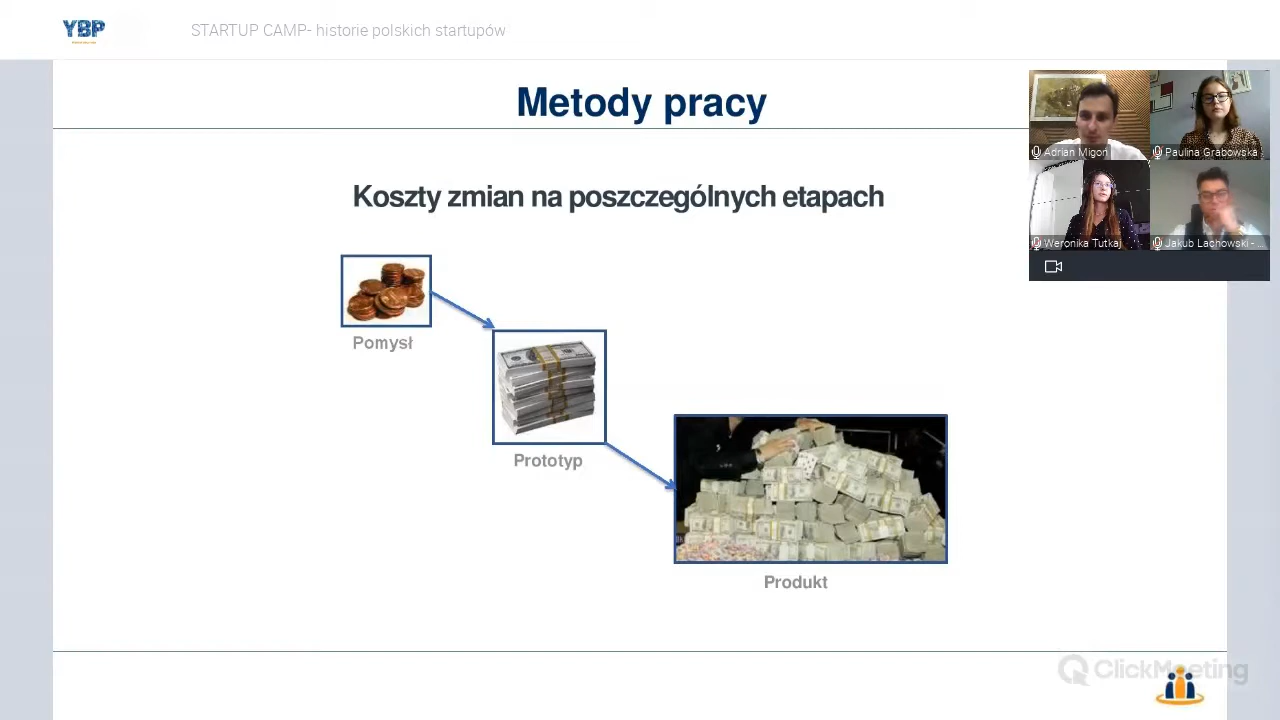 YBP
STARTUP CAMP- historie polskich startupów
Metody pracy
Koszty zmian na poszczególnych etapach
Pomysł
Prototyp
Produkt
Adrian Migoń
Paulina Grabowska
Weronika Tutkaj
Jakub Lachowski - ...
ClickMeeting